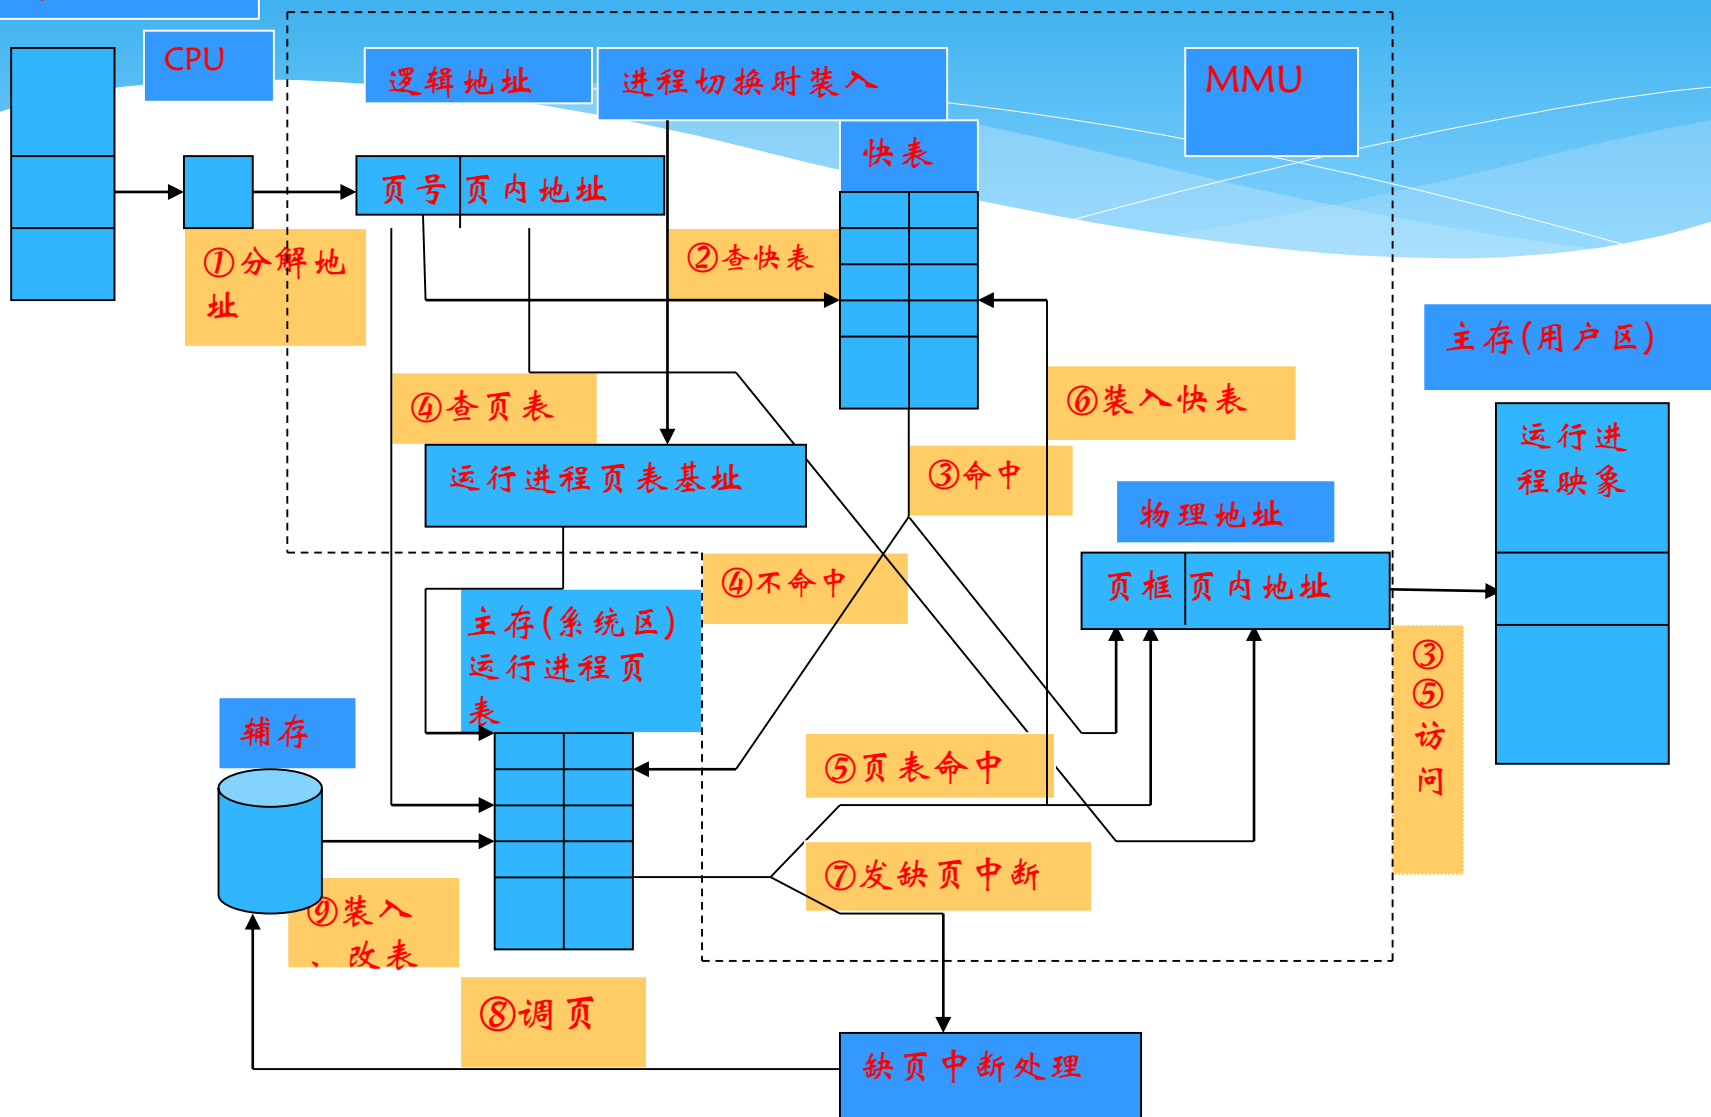 CPU
逻辑地址
进程切换时装入
MMU
快表
页号
页内地址
①分解地
址
②查快表
主存(用户区)
④查页表
⑥装入快表
运行进
程映象
运行进程页表基址
③命中
物理地址
④不命中
页框
页内地址
主存(系统区)
运行进程页
表
③
⑤
访
问
辅存
⑤页表命中
⑦发缺页中断
⑨装入
、改表
⑧调页
缺页中断处理